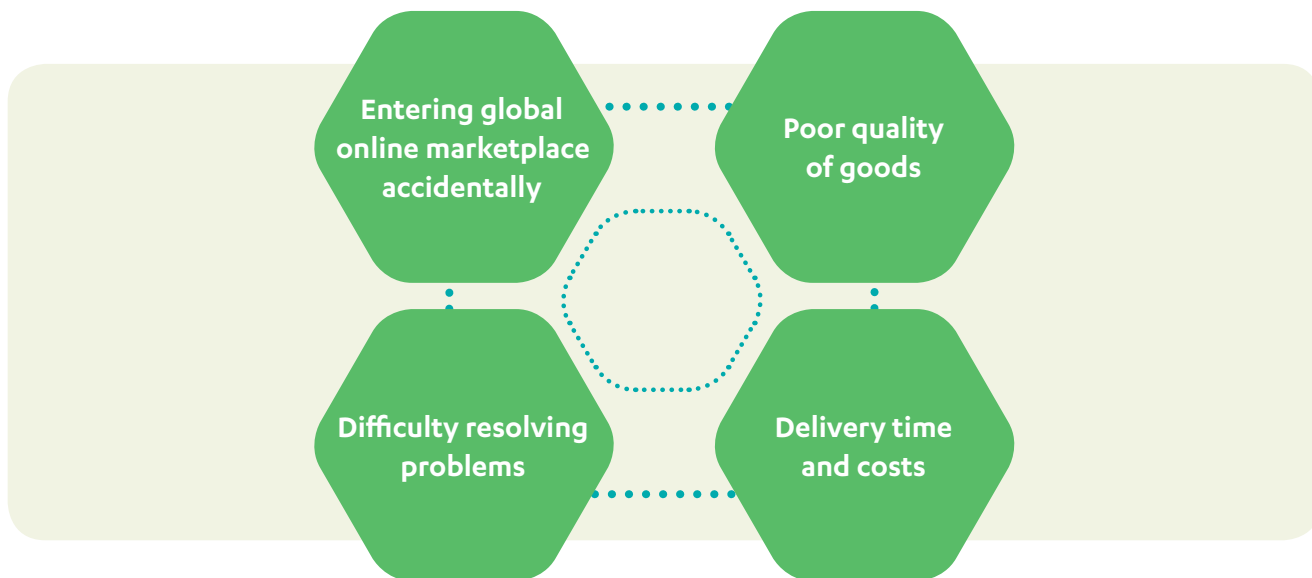 Entering global
online marketplace
accidentally
Poor quality
of goods
Difficulty resolving
problems
Delivery time
and costs